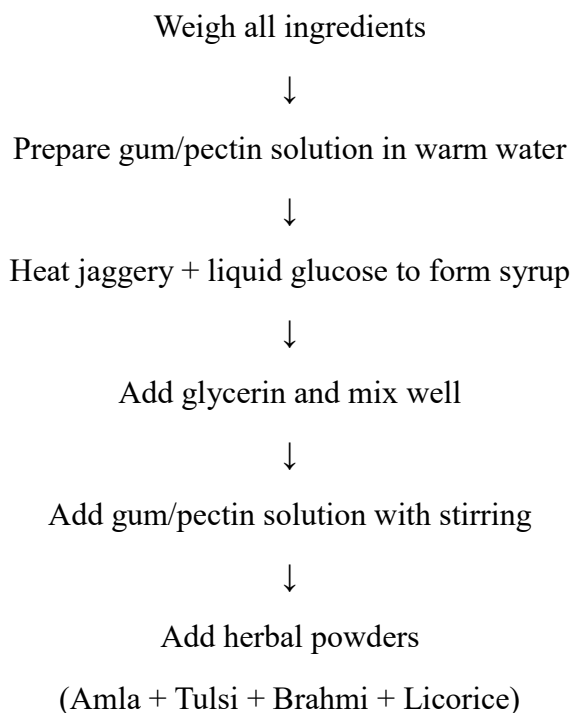 Weigh all ingredients
↓
Prepare gum/pectin solution in warm water
↓
Heat jaggery + liquid glucose to form syrup
↓
Add glycerin and mix well
↓
Add gum/pectin solution with stirring
↓
Add herbal powders
(Amla + Tulsi + Brahmi + Licorice)